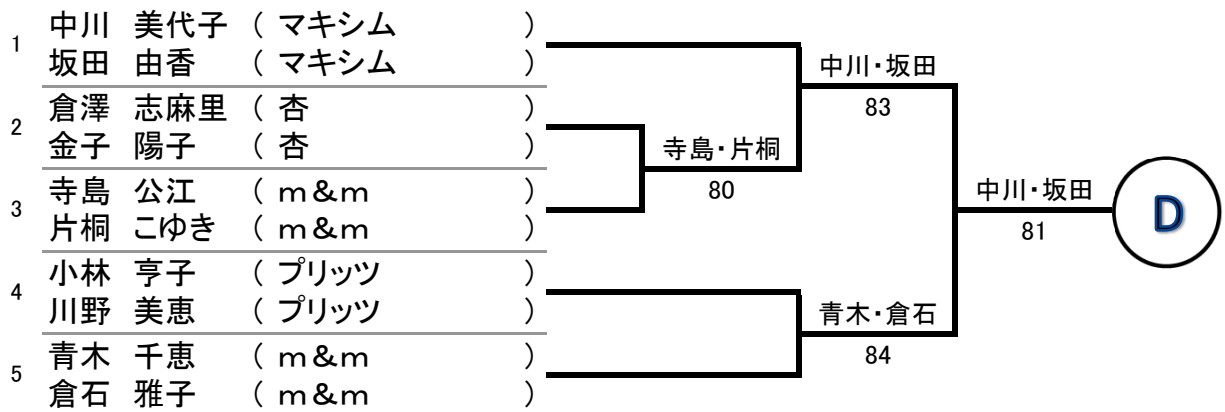 1
中川 美代子 ( マキシム )
坂田 由香 ( マキシム )
2
倉澤 志麻里 ( 杏 )
金子 陽子 ( 杏 )
3
寺島 公江 ( m&m )
片桐 こゆき ( m&m )
4
小林 亨子 ( プリッツ )
川野 美恵 ( プリッツ )
5
青木 千恵 ( m&m )
倉石 雅子 ( m&m )
寺島・片桐
80
中川・坂田
83
青木・倉石
84
中川・坂田
81
D